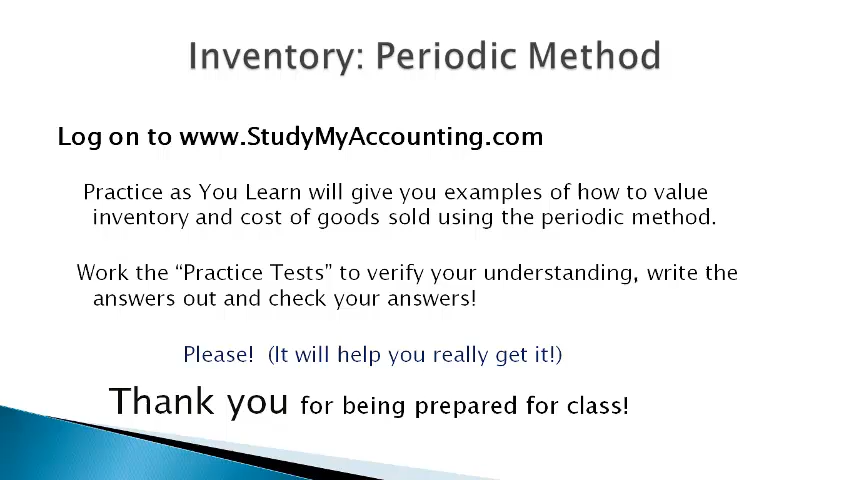 Inventory: Periodic Method
Log on to www.StudyMyAccounting.com
Practice as You Learn will give you examples of how to value
inventory and cost of goods sold using the periodic method.
Work the “Practice Tests” to verify your understanding, write the
answers out and check your answers!
Please!  (It will help you really get it!)
Thank you for being prepared for class!